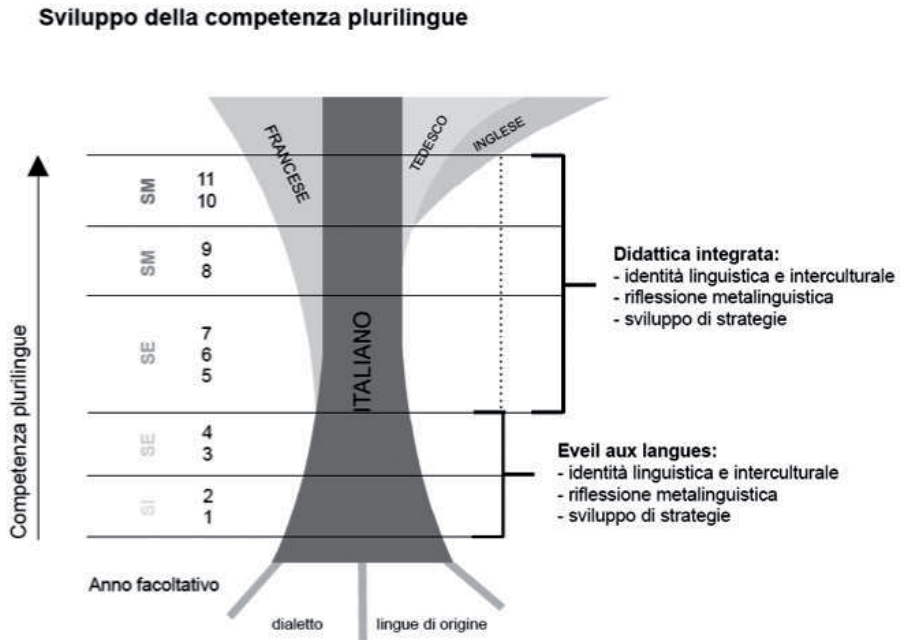 Sviluppo della competenza plurilingue
FRANCESE
TEDESCO
INGLESE
ITALIANO
Competenza plurilingue
SM
11
10
SM
9
8
SE
7
6
5
SE
4
3
SI
2
1
Didattica integrata:
- identità linguistica e interculturale
- riflessione metalinguistica
- sviluppo di strategie
Eveil aux langues:
- identità linguistica e interculturale
- riflessione metalinguistica
- sviluppo di strategie
Anno facoltativo
dialetto
lingue di origine